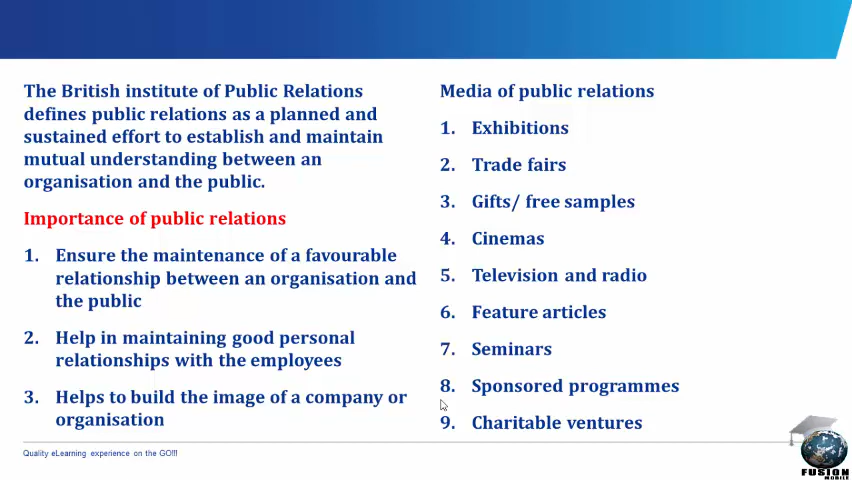 The British institute of Public Relations
defines public relations as a planned and
sustained effort to establish and maintain
mutual understanding between an
organisation and the public.
Importance of public relations
1. Ensure the maintenance of a favourable
relationship between an organisation and
the public
2. Help in maintaining good personal
relationships with the employees
3. Helps to build the image of a company or
organisation
Media of public relations
1. Exhibitions
2. Trade fairs
3. Gifts/ free samples
4. Cinemas
5. Television and radio
6. Feature articles
7. Seminars
8. Sponsored programmes
9. Charitable ventures
Quality eLearning experience on the GO!!!
FUSION
MOBILE